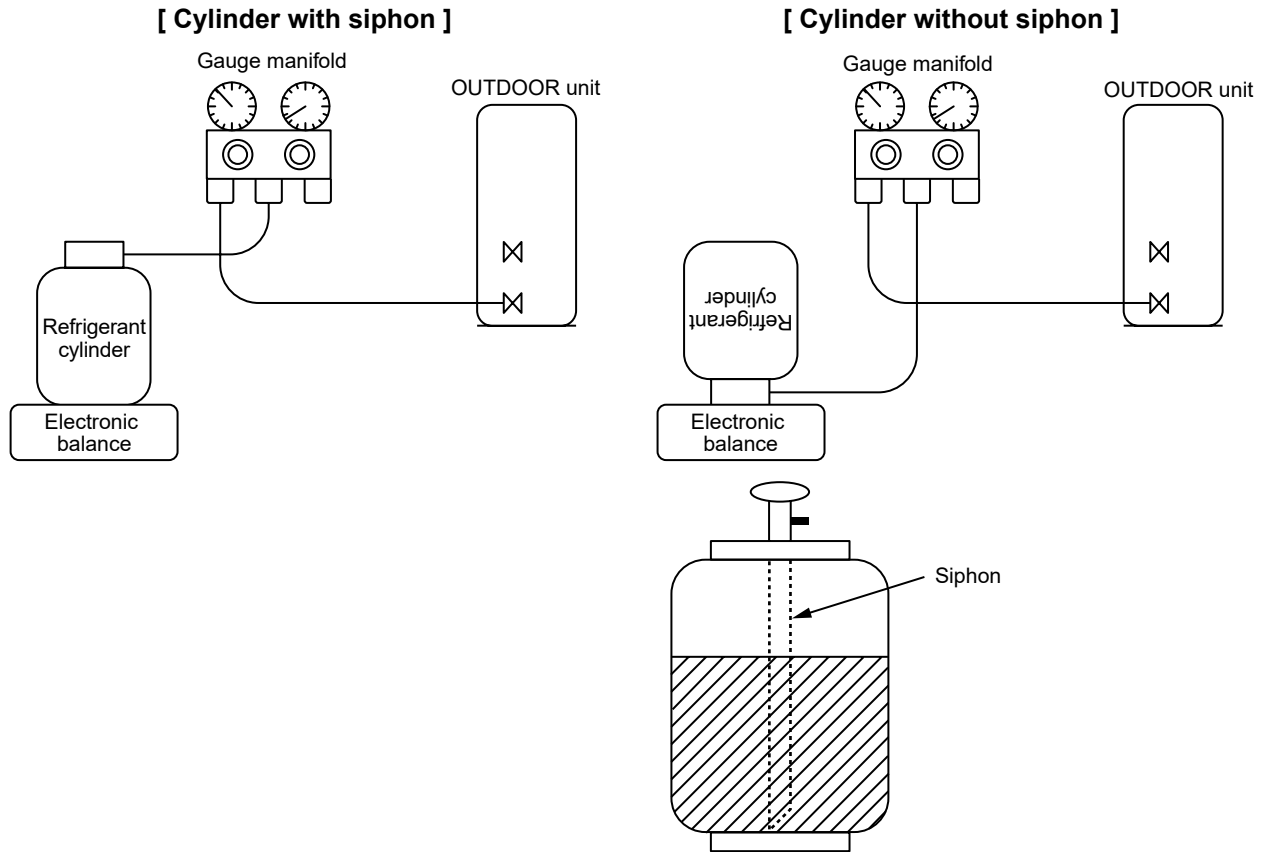 [ Cylinder with siphon ]
Gauge manifold
OUTDOOR unit
Refrigerant
cylinder
Electronic
balance
[ Cylinder without siphon ]
Gauge manifold
OUTDOOR unit
Refrigerant
cylinder
Electronic
balance
Siphon